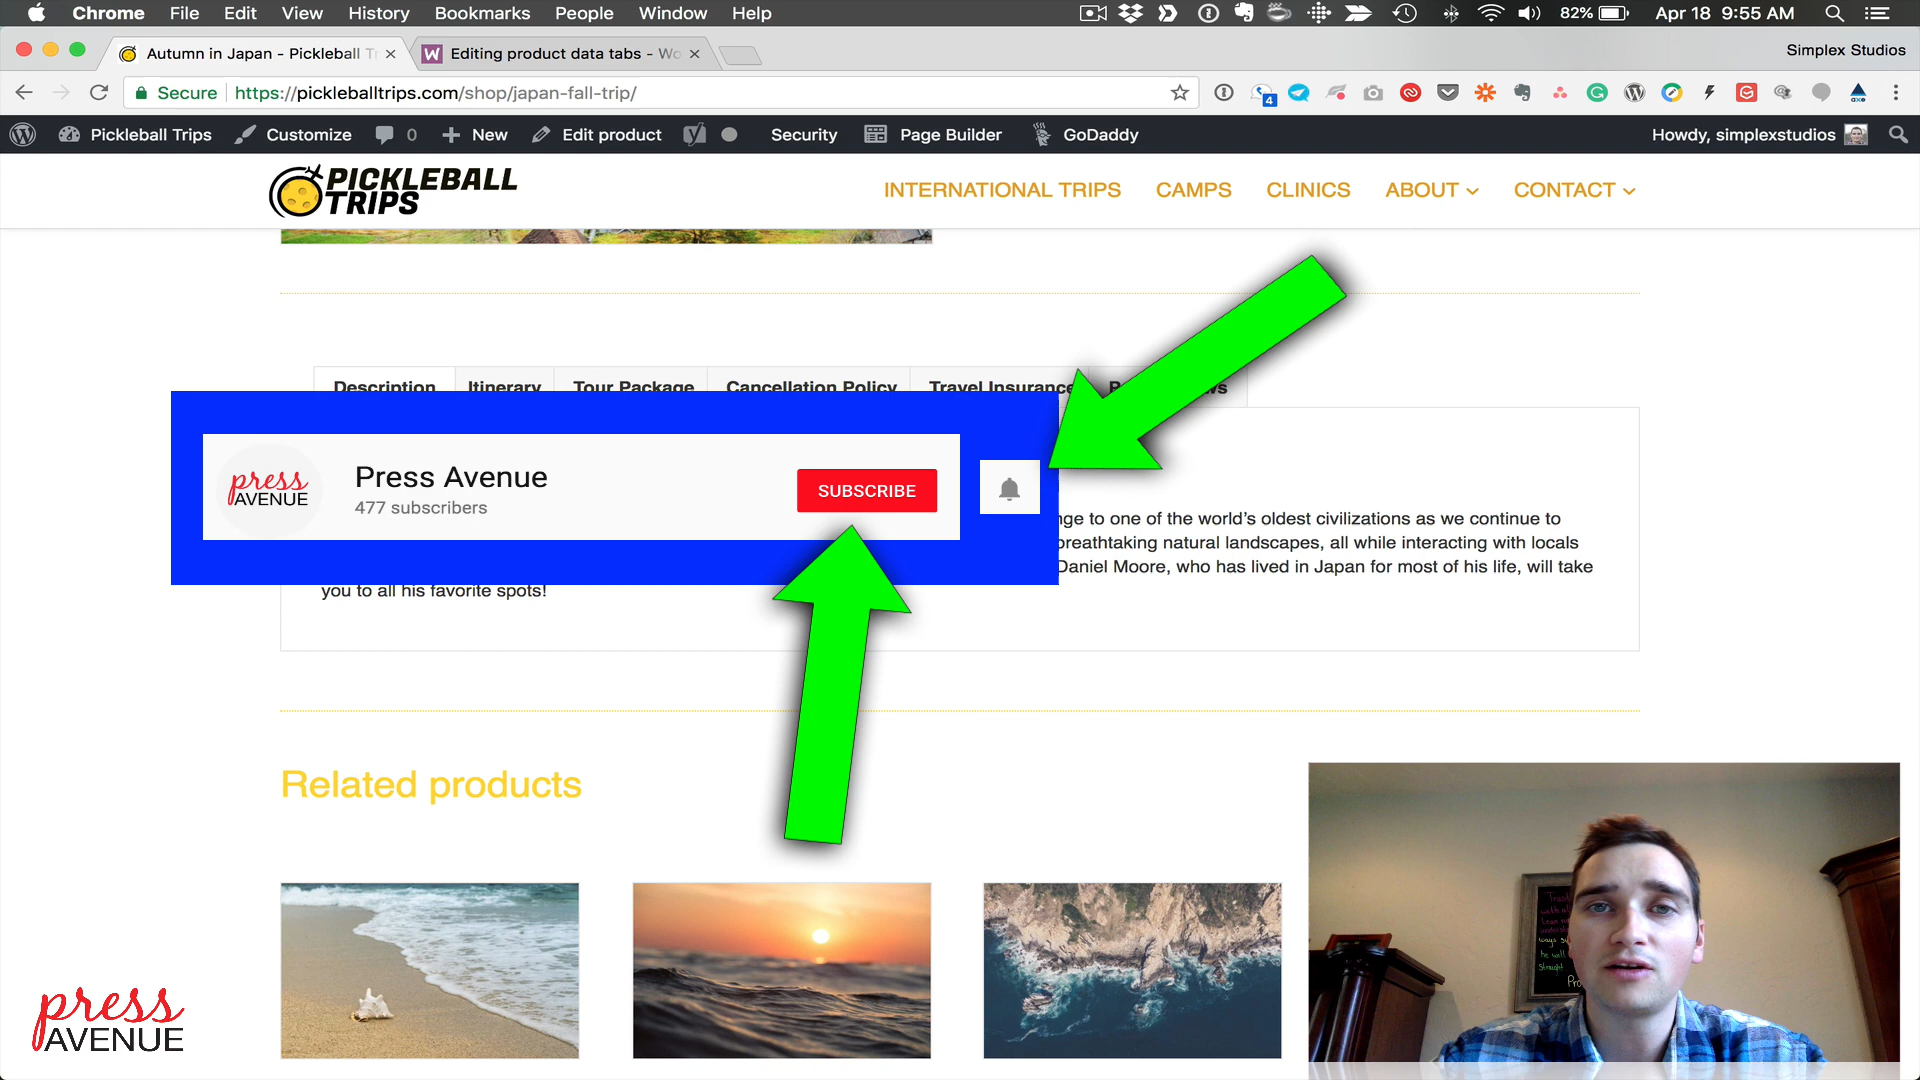 Chrome File Edit View History Bookmarks People Window Help 82% Apr 18 9:55 AM
Autumn in Japan - Pickleball T Editing product data tabs - Wo Simplex Studios
Secure https://pickleballtrips.com/shop/japan-fall-trip/ 4
Pickleball Trips Customize 0 New Edit product Security Page Builder GoDaddy Howdy, simplexstudios
PICKLEBALL
TRIPS
INTERNATIONAL TRIPS CAMPS CLINICS ABOUT CONTACT
Description Itinerary Tour Package Cancellation Policy Travel Insurance
press
AVENUE
Press Avenue
477 subscribers
SUBSCRIBE
nge to one of the world's oldest civilizations as we continue to
breathtaking natural landscapes, all while interacting with locals
Daniel Moore, who has lived in Japan for most of his life, will take
you to all his favorite spots!
Related products
press
AVENUE